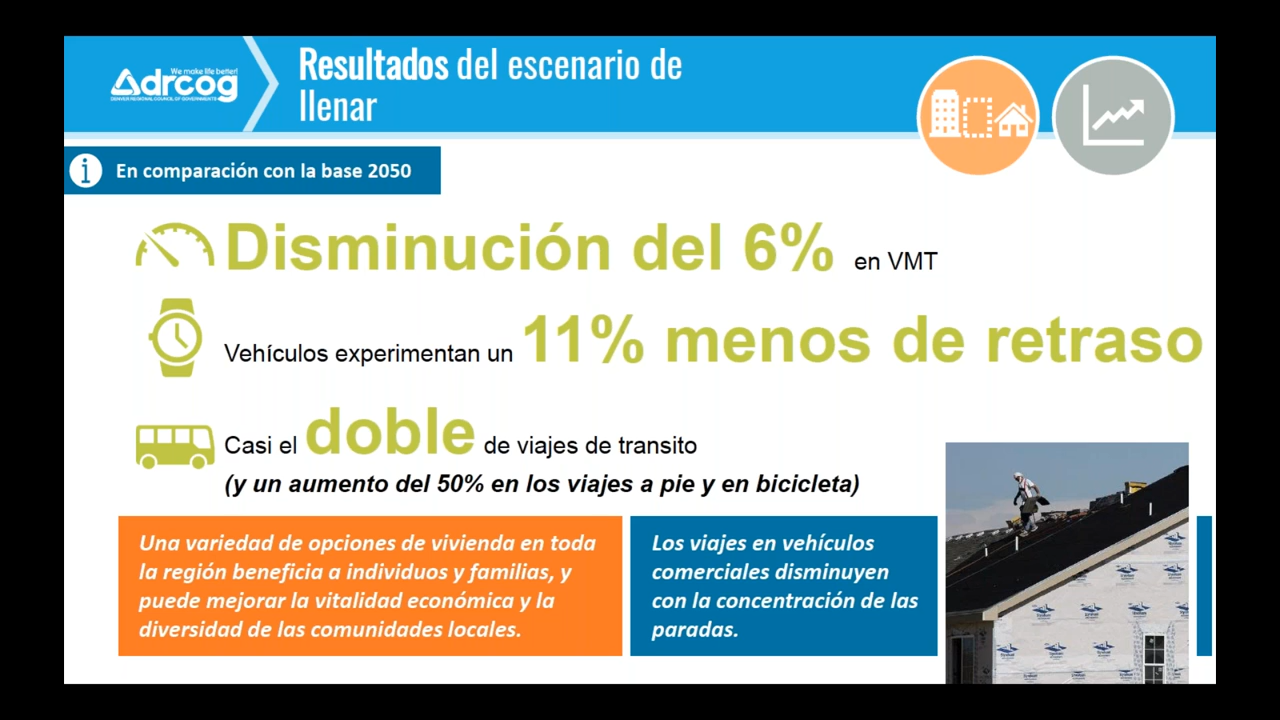 We make life better!
drcog
DENVER REGIONAL COUNCIL OF GOVERNMENTS
Resultados del escenario de
llenar
i
En comparación con la base 2050
Disminución del 6% en VMT
Vehículos experimentan un 11% menos de retraso
Casi el doble de viajes de transito
(y un aumento del 50% en los viajes a pie y en bicicleta)
Una variedad de opciones de vivienda en toda
la región beneficia a individuos y familias, y
puede mejorar la vitalidad económica y la
diversidad de las comunidades locales.
Los viajes en vehículos
comerciales disminuyen
con la concentración de las
paradas.